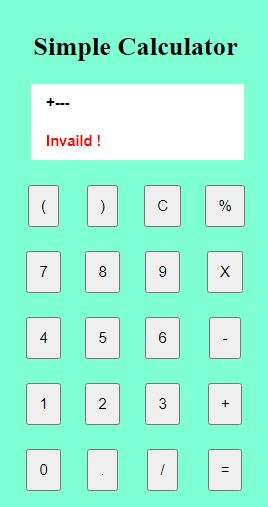 Simple Calculator
+---
Invaild !
( ) C %
7 8 9 X
4 5 6 -
1 2 3 +
0 . / =